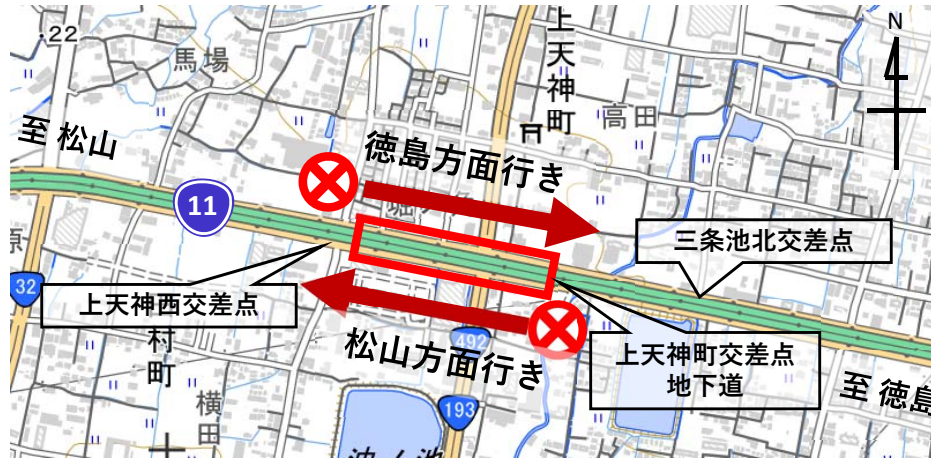 .22
馬場
上天神町
高田
N
至 松山
徳島方面行き
11
三条池北交差点
原
32
上天神西交差点
村町
松山方面行き
492
上天神町交差点
地下道
至 徳島
横田
193